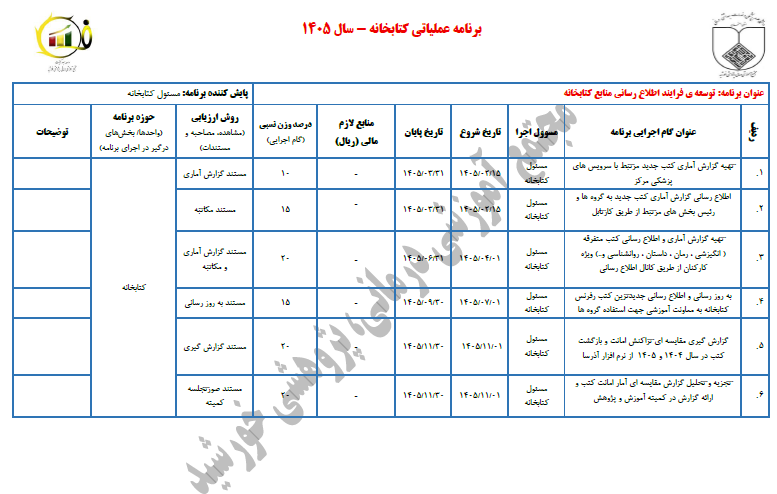 برنامه عملیاتی کتابخانه – سال ۱۴۰۵
عنوان برنامه: توسعه ی فرایند اطلاع رسانی منابع کتابخانه
پایش کننده برنامه: مسئول کتابخانه
ردیف
عنوان گام اجرایی برنامه
مسوول اجرا
تاریخ شروع
تاریخ پایان
منابع لازم
مالی (ریال)
درصد وزن نسبی
(گام اجرایی)
روش ارزیابی
(مشاهده، مصاحبه و
مستندات)
حوزه برنامه
(واحدها/ بخش‌های
درگیر در اجرای برنامه)
توضیحات
۱.
تهیه گزارش آماری کتب جدید مرتبط با سرویس های
پزشکی مرکز
مسئول
کتابخانه
۱۴۰۵/۰۲/۱۵
۱۴۰۵/۰۳/۳۱
-
۱۰
مستند گزارش آماری
۲.
اطلاع رسانی گزارش آماری کتب جدید به گروه ها و
رئیس بخش های مرتبط از طریق کارتابل
مسئول
کتابخانه
۱۴۰۵/۰۲/۱۵
۱۴۰۵/۰۳/۳۱
-
۱۵
مستند مکاتبه
۳.
تهیه گزارش آماری و اطلاع رسانی کتب متفرقه
( انگیزشی ، رمان ، داستان ، روانشناسی و..) ویژه
کارکنان از طریق کانال اطلاع رسانی
مسئول
کتابخانه
۱۴۰۵/۰۴/۰۱
۱۴۰۵/۰۶/۳۱
-
۲۰
مستند گزارش آماری
و مکاتبه
کتابخانه
۴.
به روز رسانی و اطلاع رسانی جدیدترین کتب رفرنس
کتابخانه به معاونت آموزشی جهت استفاده گروه ها
مسئول
کتابخانه
۱۴۰۵/۰۷/۰۱
۱۴۰۵/۰۹/۳۰
-
۱۵
مستند به روز رسانی
۵.
گزارش گیری مقایسه ای تراکنش امانت و بازگشت
کتب در سال ۱۴۰۴ و ۱۴۰۵ از نرم افزار آذرسا
مسئول
کتابخانه
۱۴۰۵/۱۱/۰۱
۱۴۰۵/۱۱/۳۰
-
۲۰
مستند گزارش گیری
۶.
تجزیه و تحلیل گزارش مقایسه ای آمار امانت کتب و
ارائه گزارش در کمیته آموزش و پژوهش
مسئول
کتابخانه
۱۴۰۵/۱۱/۰۱
۱۴۰۵/۱۱/۳۰
-
۲۰
مستند صورتجلسه
کمیته
مجتمع آموزشی درمانی، پژوهشی خورشید